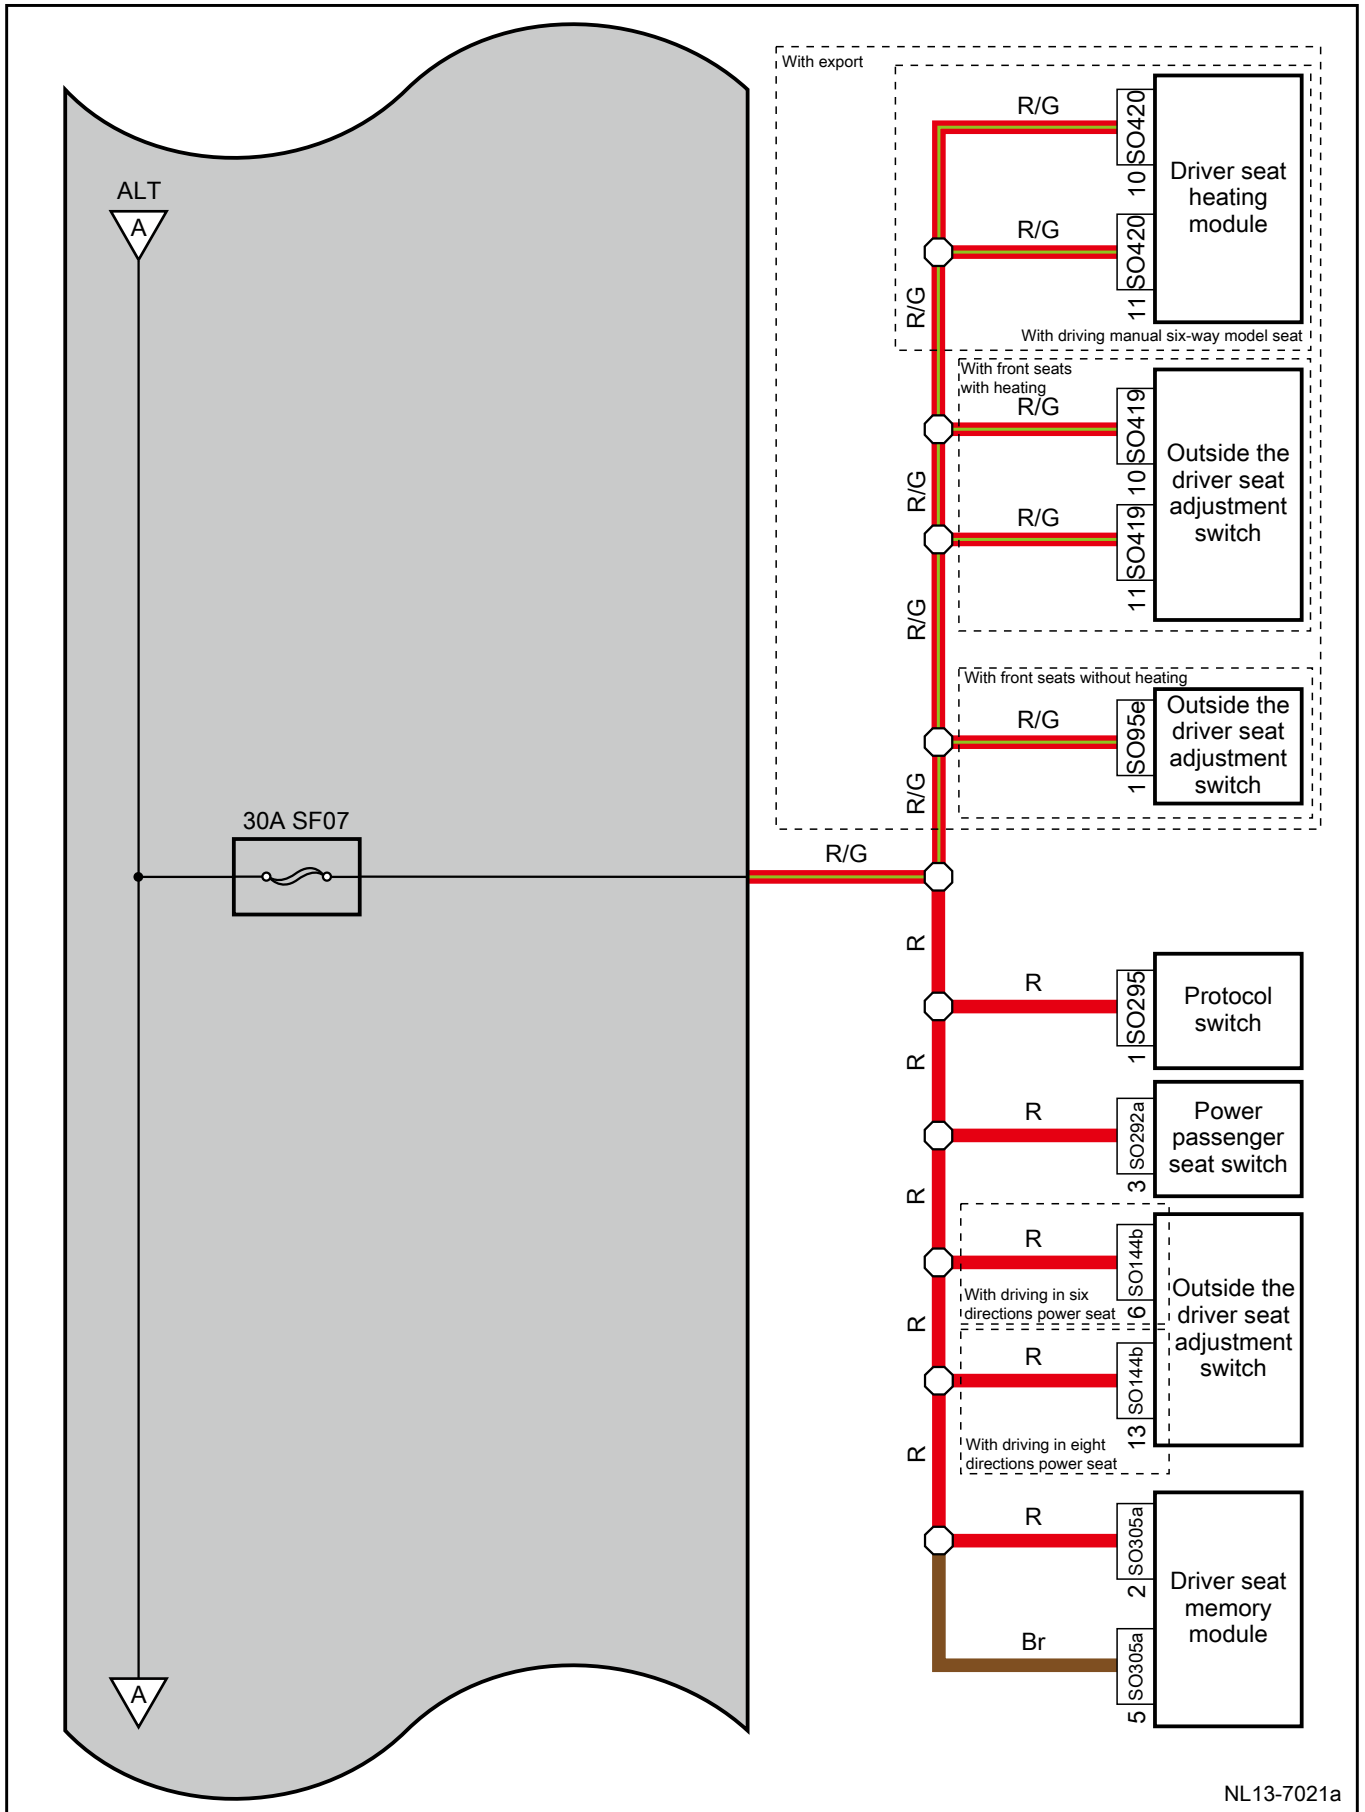 With export
R/G
SO420
10
Driver seat
heating
module
R/G
SO420
11
R/G
With driving manual six-way model seat
ALT
A
With front seats
with heating
R/G
SO419
10
Outside the
driver seat
adjustment
switch
R/G
R/G
SO419
11
R/G
With front seats without heating
R/G
SO95e
1
Outside the
driver seat
adjustment
switch
R/G
30A SF07
R/G
R
R
SO295
1
Protocol
switch
R
R
SO292a
3
Power
passenger
seat switch
R
R
SO144b
6
With driving in six
directions power seat
Outside the
driver seat
adjustment
switch
R
R
SO144b
13
With driving in eight
directions power seat
R
R
SO305a
2
Driver seat
memory
module
Br
SO305a
5
A
NL13-7021a